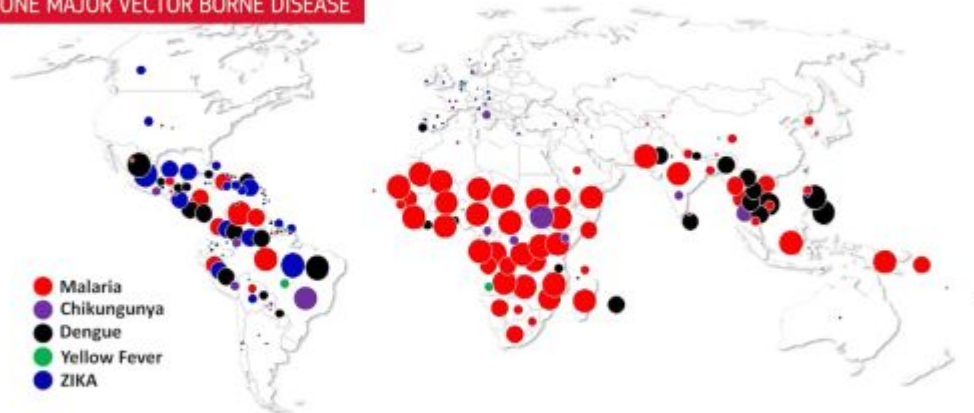 ONE MAJOR VECTOR BORNE DISEASE
Malaria
Chikungunya
Dengue
Yellow Fever
ZIKA